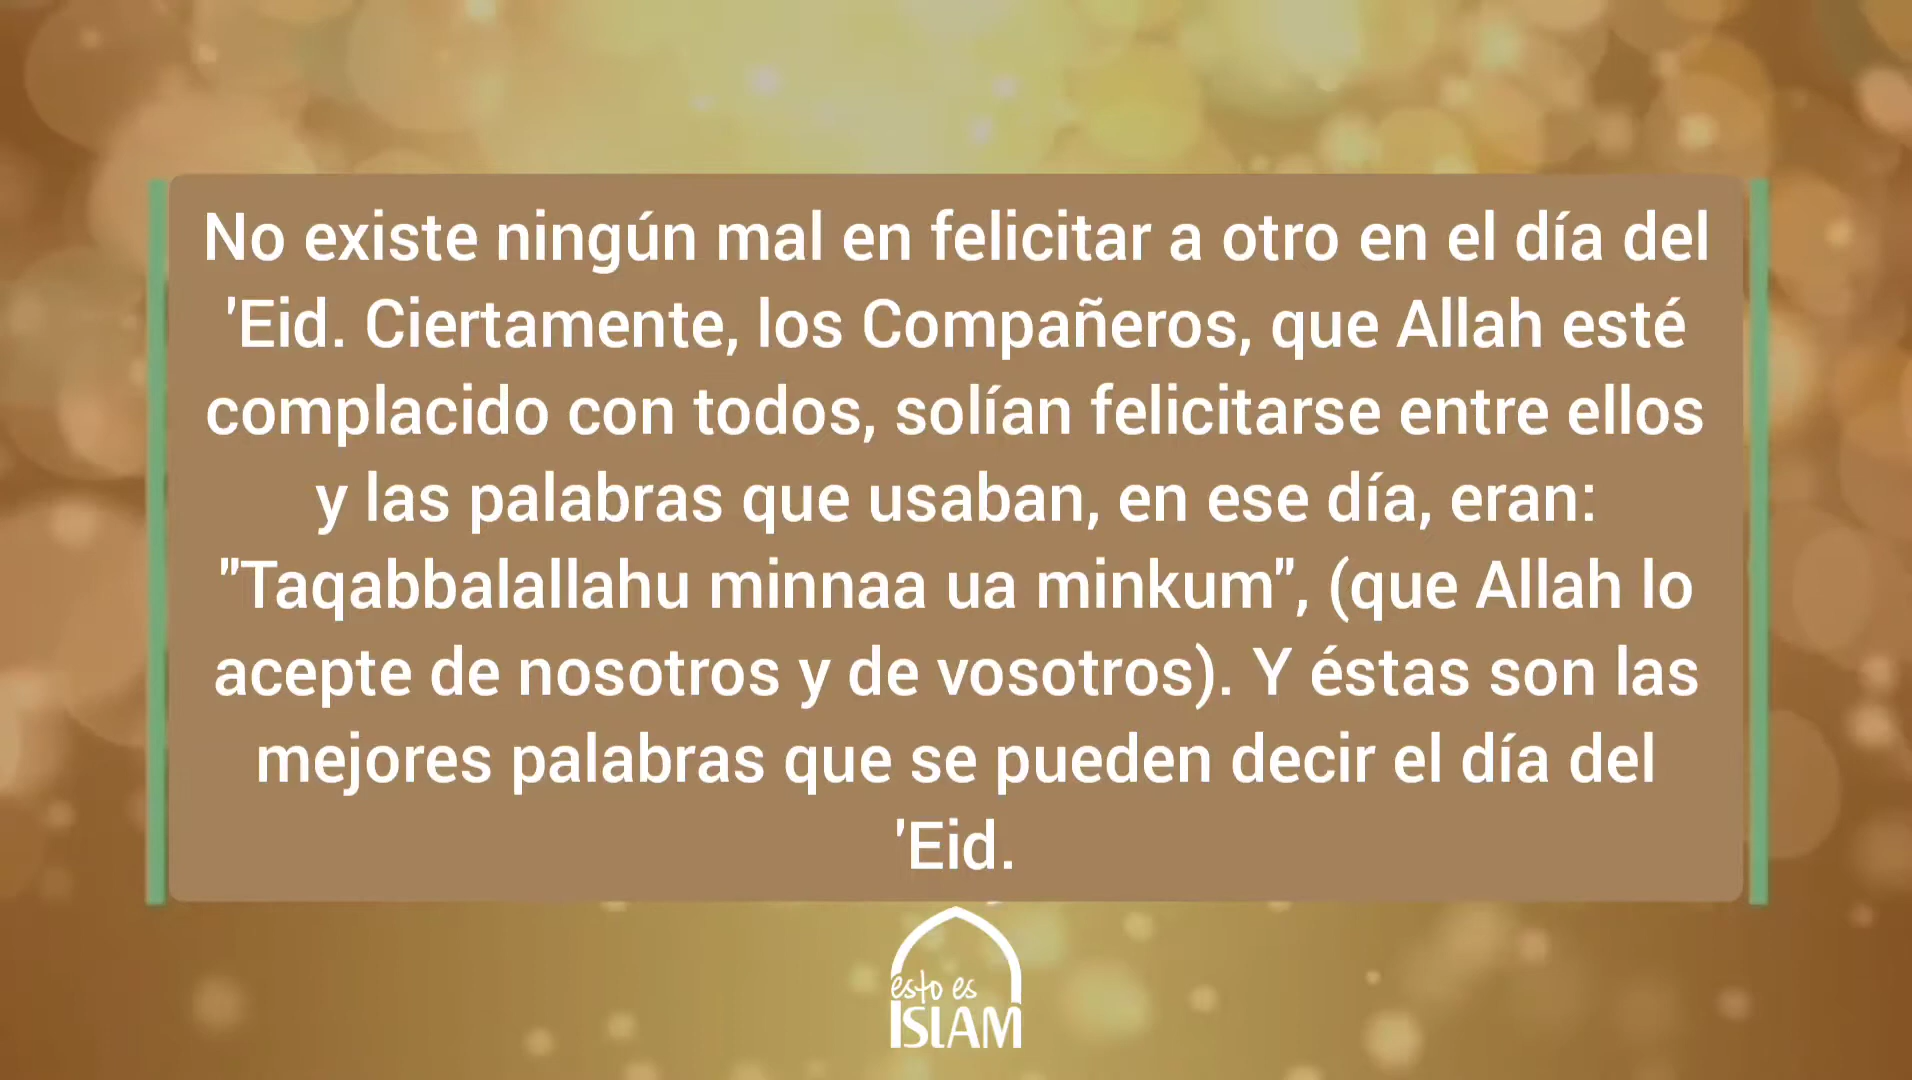 No existe ningún mal en felicitar a otro en el día del
'Eid. Ciertamente, los Compañeros, que Allah esté
complacido con todos, solían felicitarse entre ellos
y las palabras que usaban, en ese día, eran:
"Taqabbalallahu minnaa ua minkum", (que Allah lo
acepte de nosotros y de vosotros). Y éstas son las
mejores palabras que se pueden decir el día del
'Eid.
esto es
ISLAM